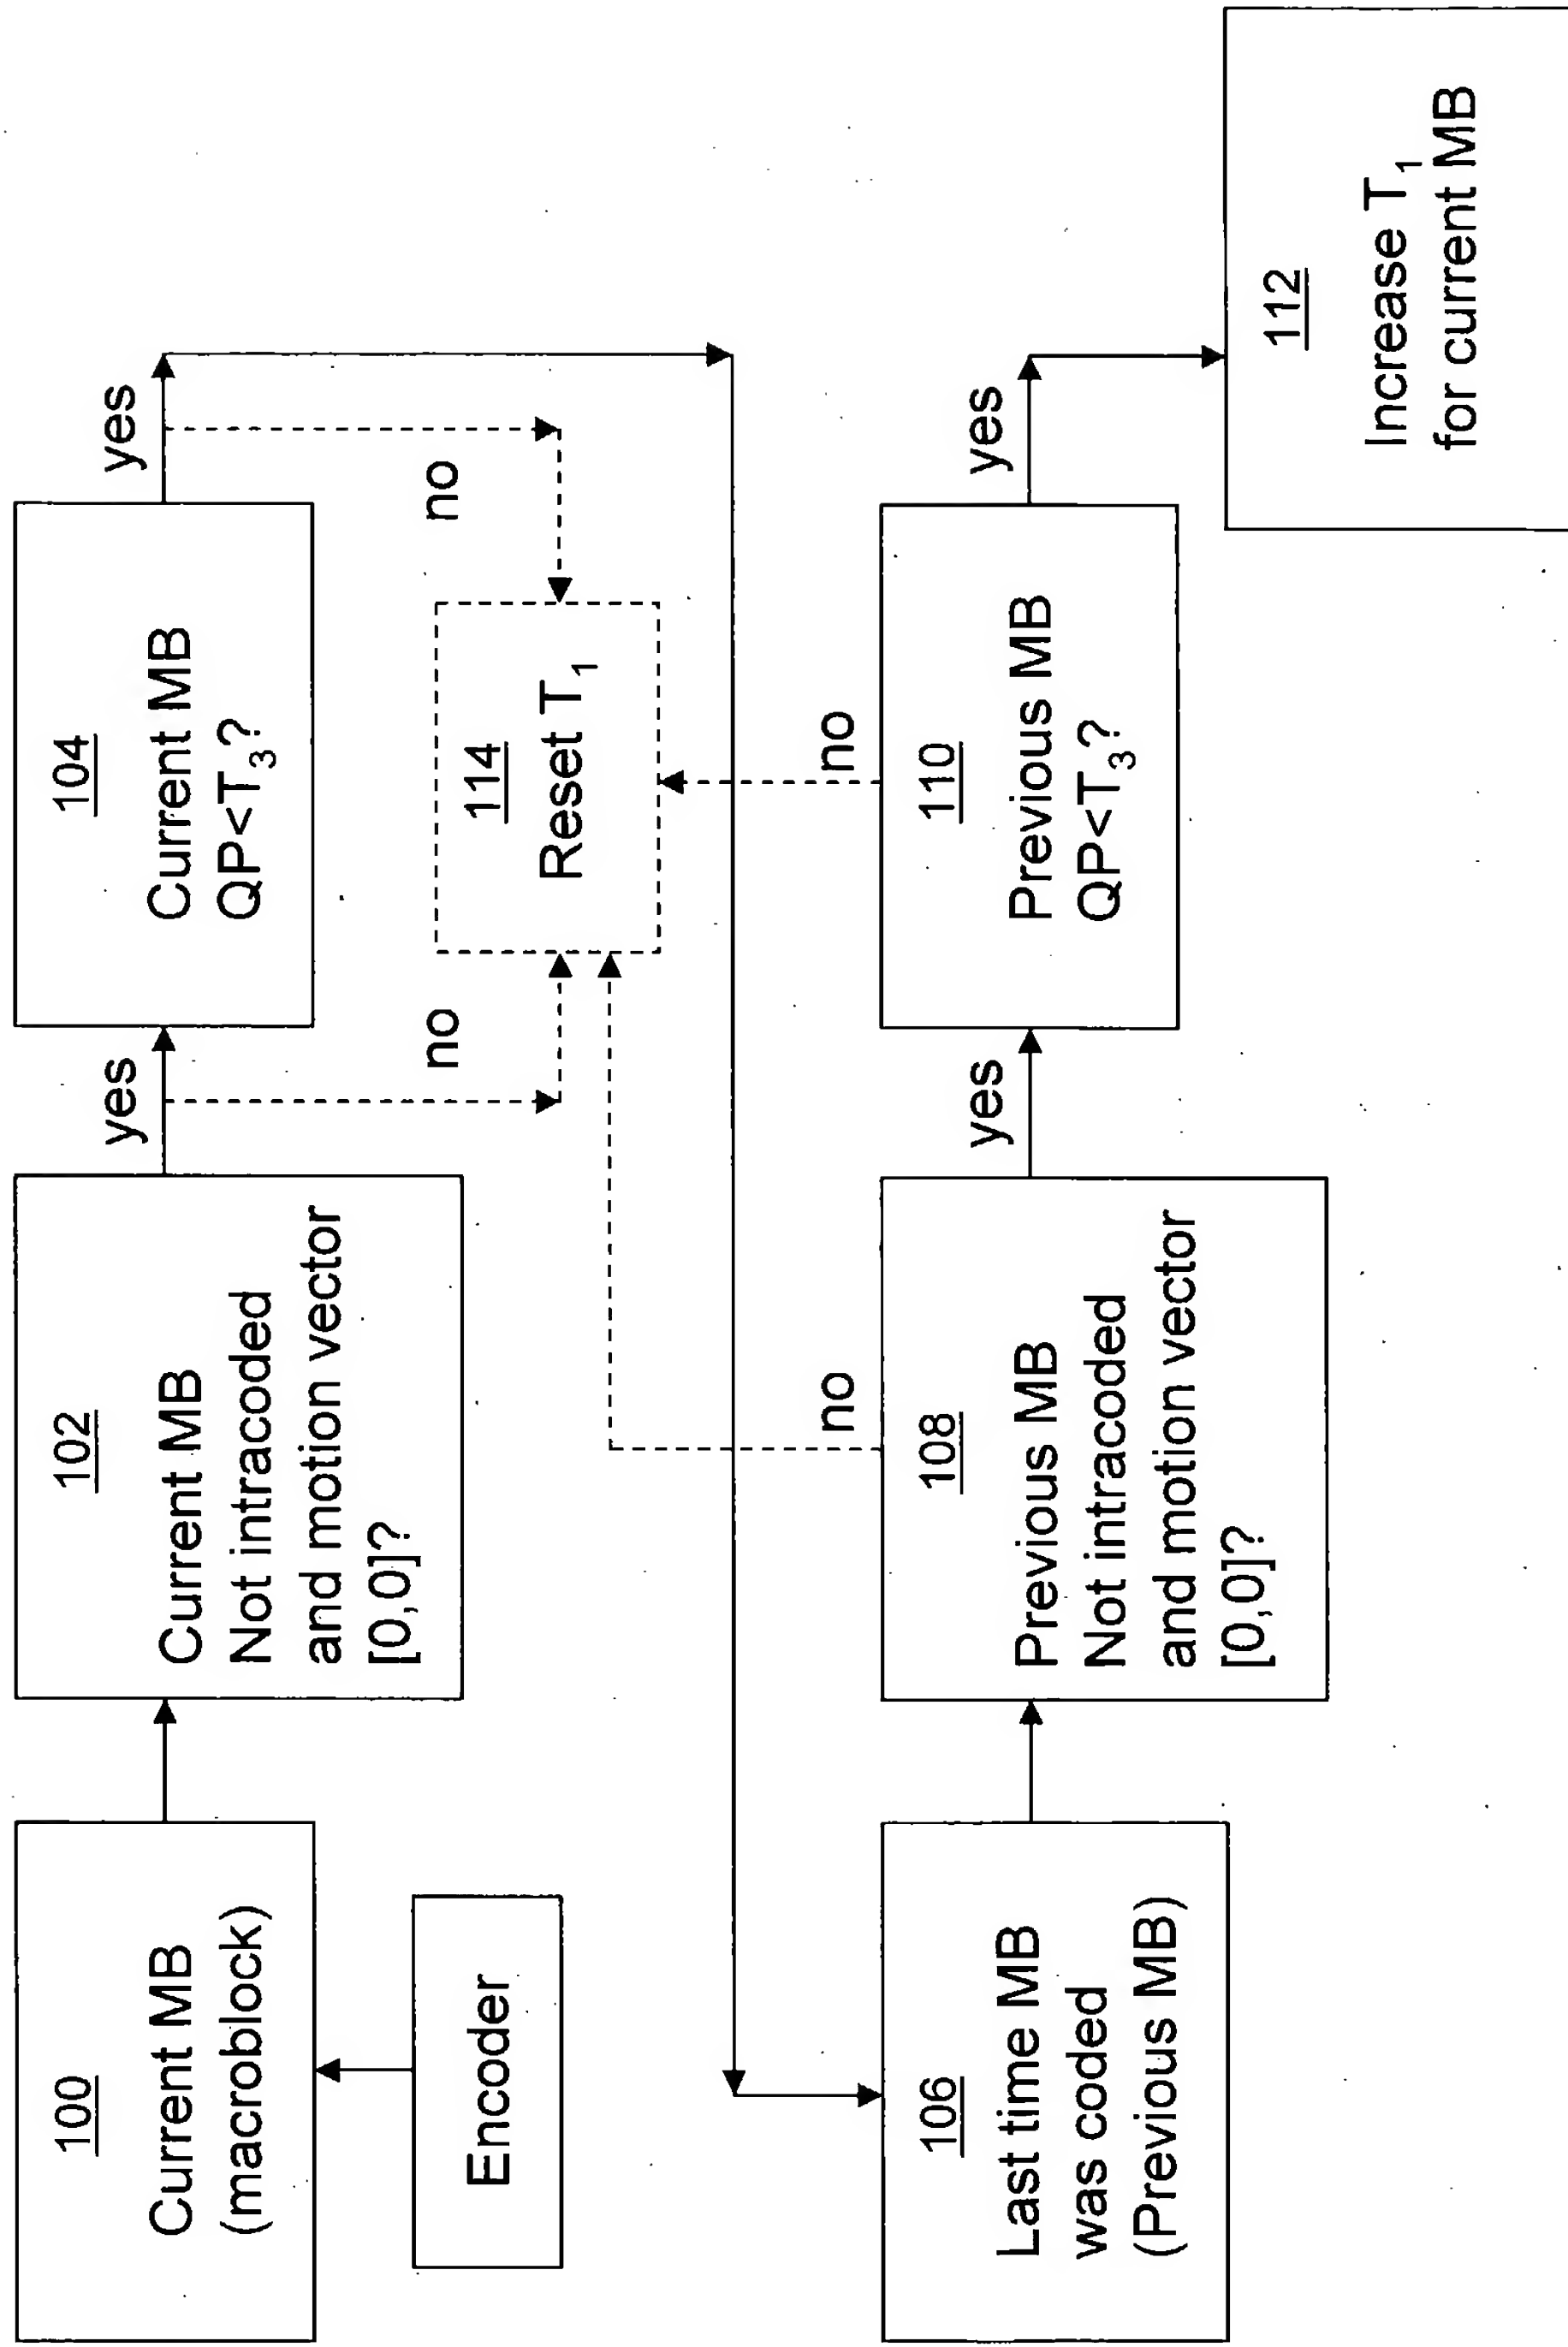 100
Current MB
(macroblock)
Encoder
102
Current MB
Not intracoded
and motion vector
[0,0]?
yes
no
104
Current MB
QP<T3?
yes
no
114
Reset T1
106
Last time MB
was coded
(Previous MB)
108
Previous MB
Not intracoded
and motion vector
[0,0]?
no
yes
110
Previous MB
QP<T3?
no
yes
112
Increase T1
for current MB